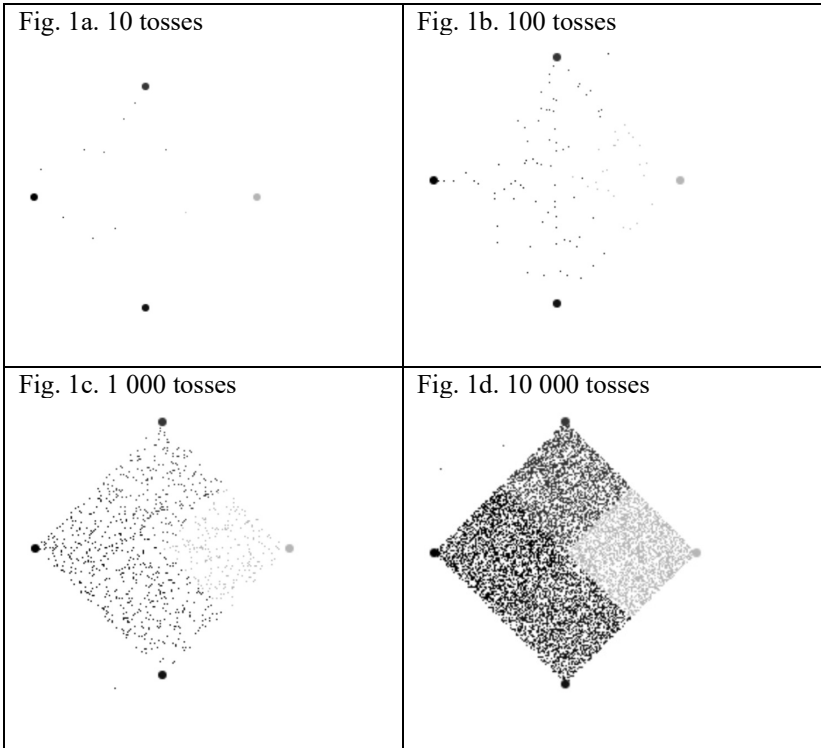 Fig. 1a. 10 tosses
Fig. 1b. 100 tosses
Fig. 1c. 1 000 tosses
Fig. 1d. 10 000 tosses